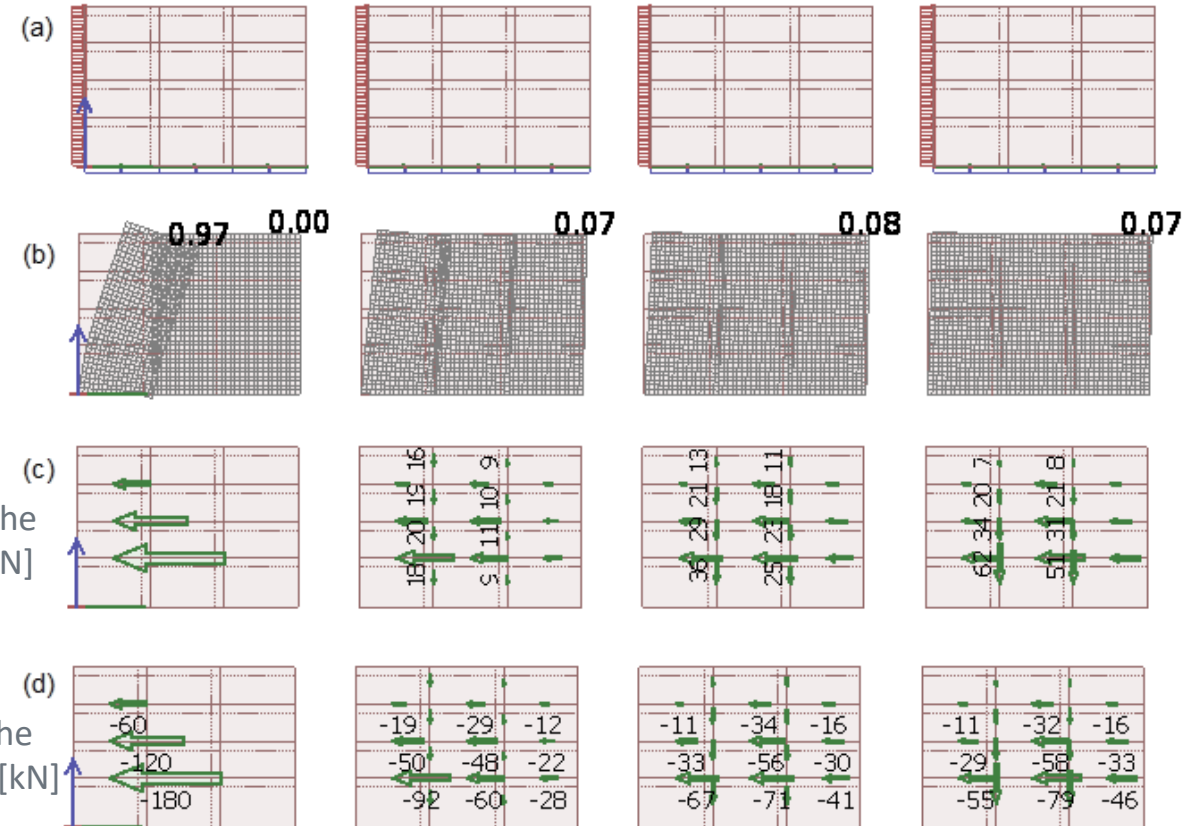 (a)
(b)
0.97 0.00 0.07 0.08 0.07
(c)
16 9 13 11 7 8
19 10 21 18 20 21
20 11 29 23 34 31
18 36 25 62 51
he
N]
(d)
-60 -19 -29 -12 -11 -34 -16 -11 -32 -16
he
-120 -50 -48 -22 -33 -56 -30 -29 -58 -33
[kN]
-180 -92 -60 -28 -67 -71 -41 -55 -79 -46